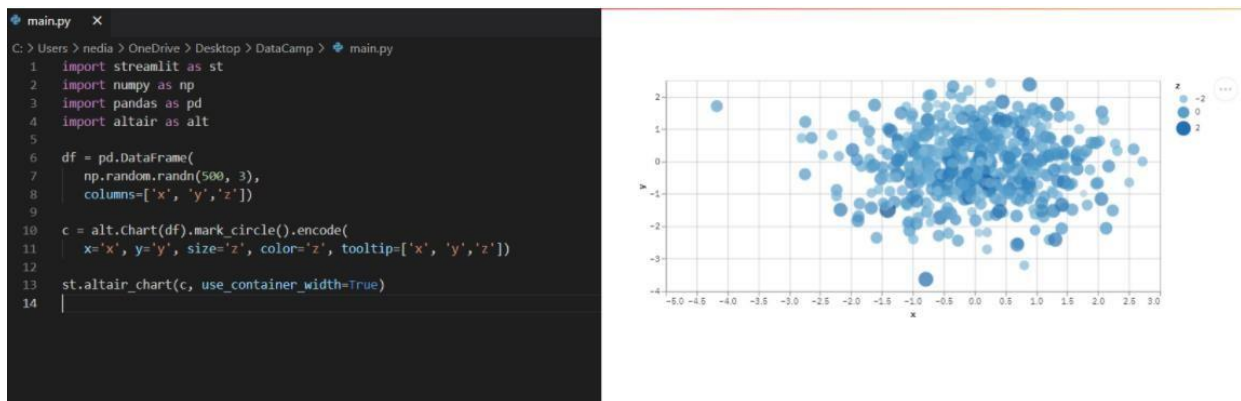 main.py
C: > Users > nedia > OneDrive > Desktop > DataCamp > main.py
1 import streamlit as st
2 import numpy as np
3 import pandas as pd
4 import altair as alt
5
6 df = pd.DataFrame(
7 np.random.randn(500, 3),
8 columns=['x', 'y','z'])
9
10 c = alt.Chart(df).mark_circle().encode(
11 x='x', y='y', size='z', color='z', tooltip=['x', 'y','z'])
12
13 st.altair_chart(c, use_container_width=True)
14
z
-2
0
2
2
1
0
-1
-2
-3
-4
y
-5.0 -4.5 -4.0 -3.5 -3.0 -2.5 -2.0 -1.5 -1.0 -0.5 0.0 0.5 1.0 1.5 2.0 2.5 3.0
x